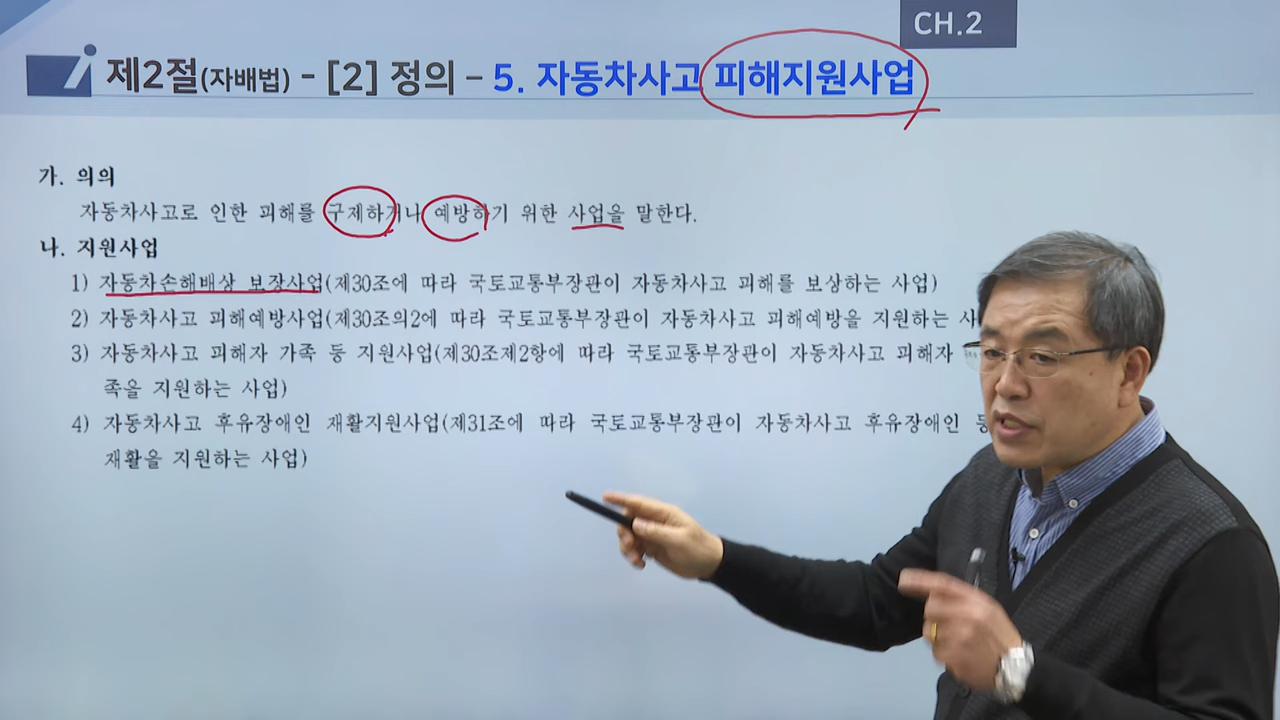 CH.2
제2절(자배법) - [2] 정의 - 5. 자동차사고 피해지원사업
가. 의의
자동차사고로 인한 피해를 구제하거나 예방하기 위한 사업을 말한다.
나. 지원사업
1) 자동차손해배상 보장사업(제30조에 따라 국토교통부장관이 자동차사고 피해를 보상하는 사업)
2) 자동차사고 피해예방사업(제30조의2에 따라 국토교통부장관이 자동차사고 피해예방을 지원하는
3) 자동차사고 피해자 가족 등 지원사업(제30조제2항에 따라 국토교통부장관이 자동차사고 피해자
족을 지원하는 사업)
4) 자동차사고 후유장애인 재활지원사업(제31조에 따라 국토교통부장관이 자동차사고 후유장애인
재활을 지원하는 사업)